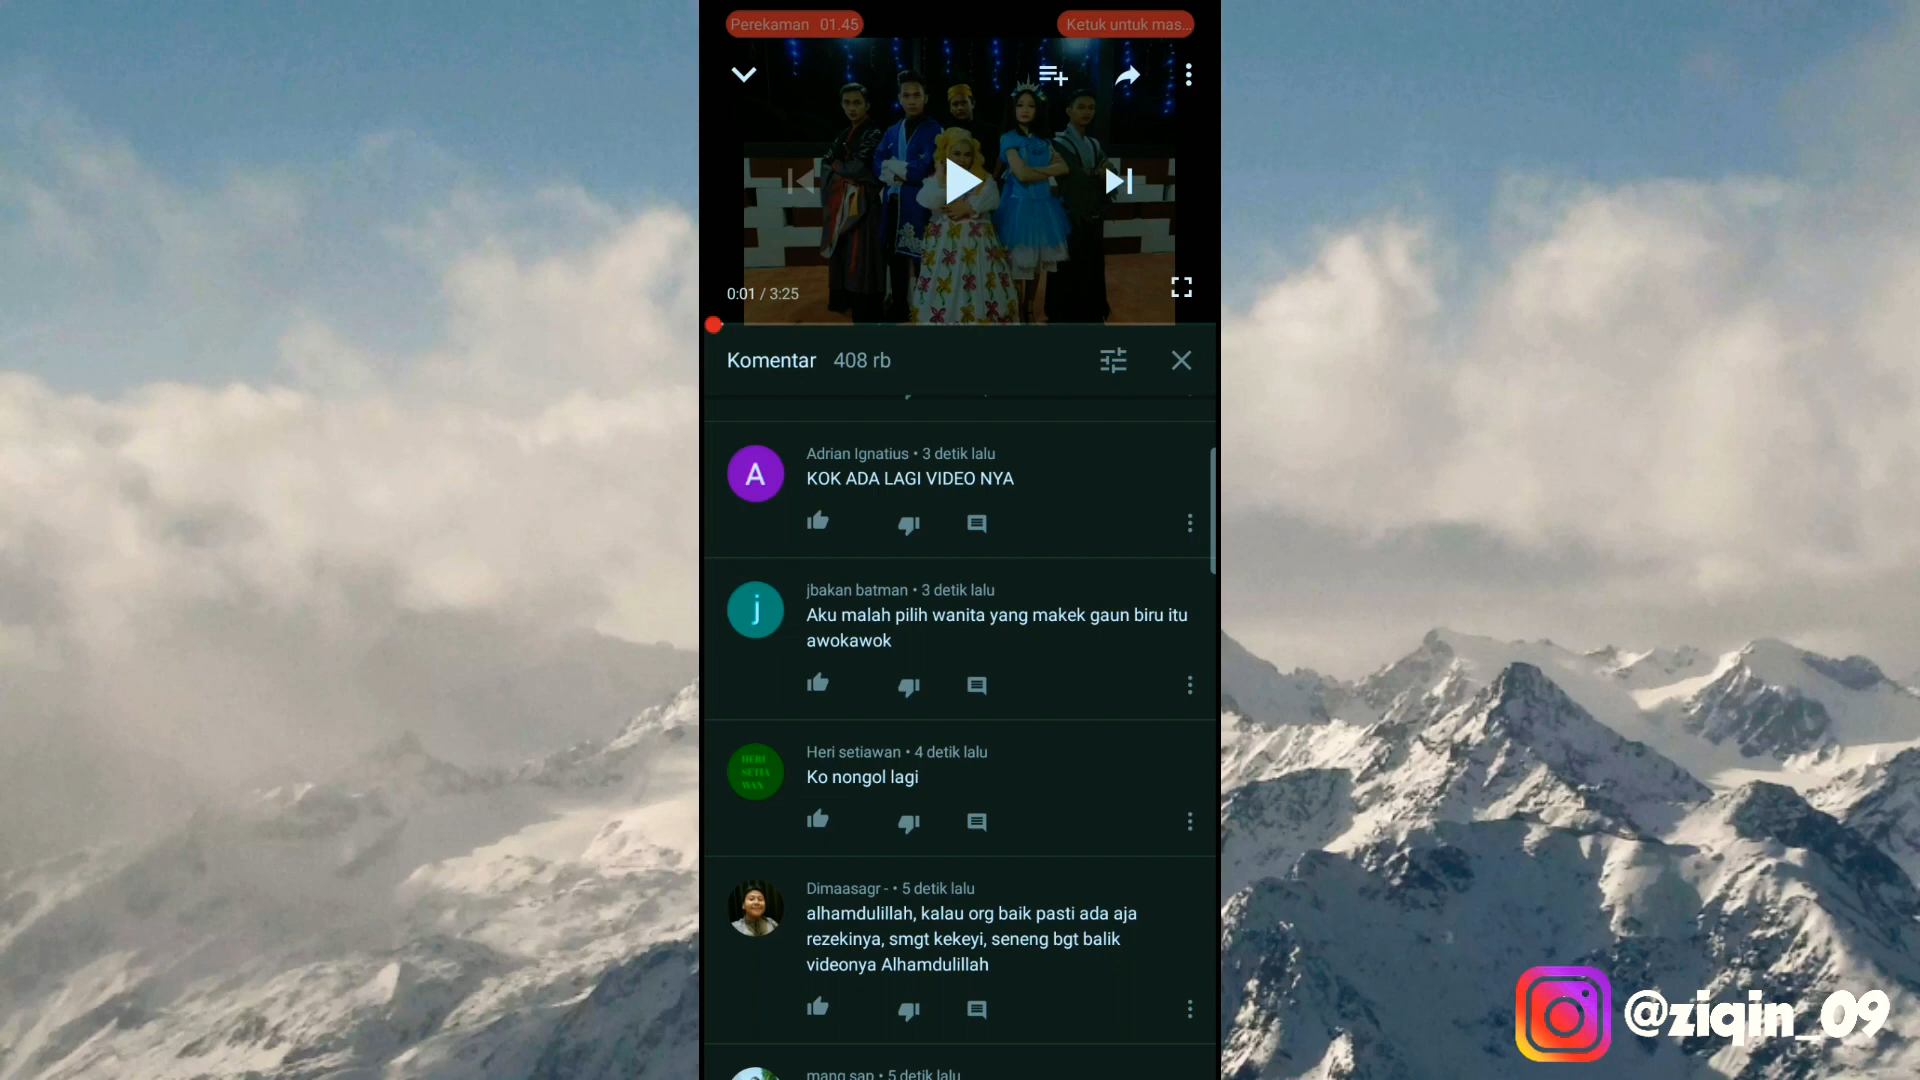 Perekaman 01.45
Ketuk untuk mas...
0:01 / 3:25
Komentar 408 rb
Adrian Ignatius • 3 detik lalu
KOK ADA LAGI VIDEO NYA
jbakan batman • 3 detik lalu
Aku malah pilih wanita yang makek gaun biru itu
awokawok
HERI
SETIA
WAN
Heri setiawan • 4 detik lalu
Ko nongol lagi
Dimaasagr - • 5 detik lalu
alhamdulillah, kalau org baik pasti ada aja
rezekinya, smgt kekeyi, seneng bgt balik
videonya Alhamdulillah
mang sap • 5 detik lalu
@ziqin_09